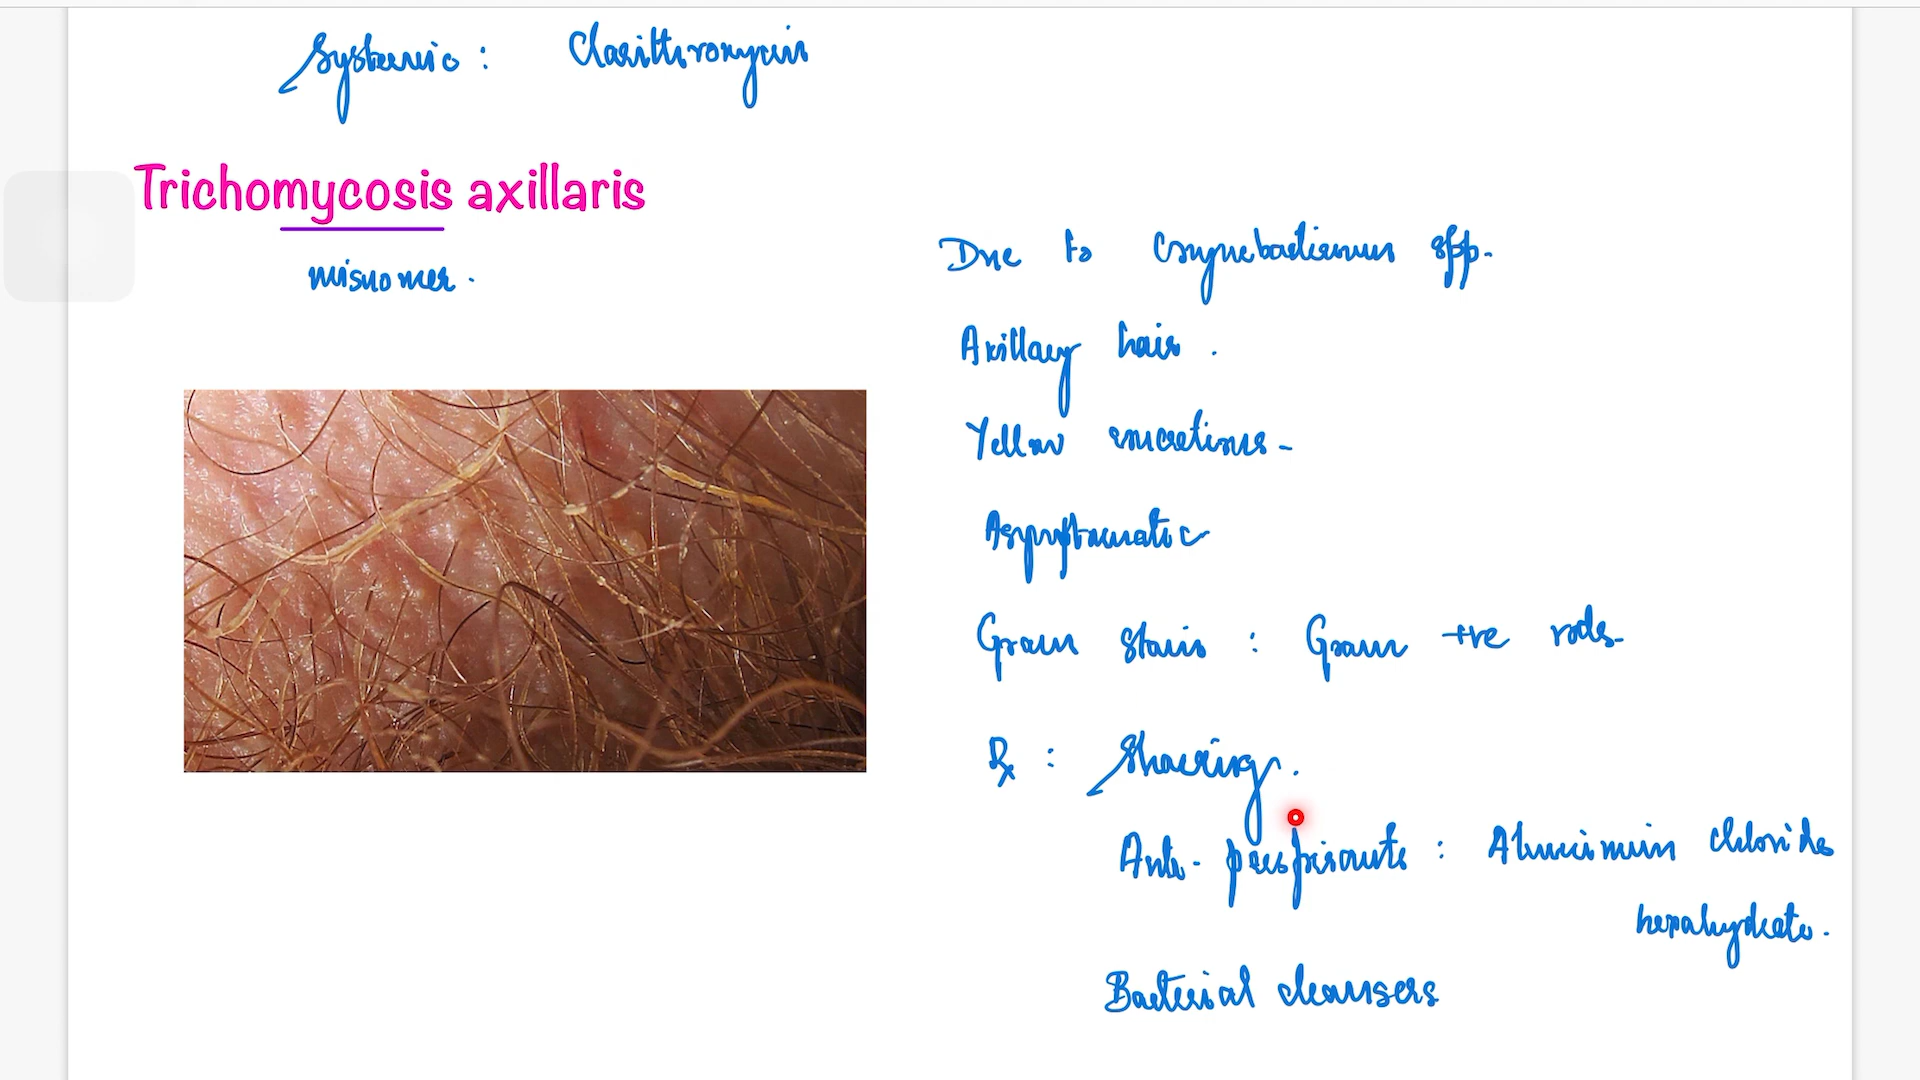 Systemic : Clarithromycin
Trichomycosis axillaris
misnomer.
Due to Corynebacterium spp.
Axillary hair.
Yellow concretions-
Asymptomatic
Gram stain : Gram +ve rods-
Rx : Shaving.
Anti-perspirants : Aluminium chloride
hexahydrate.
Bacterial cleansers